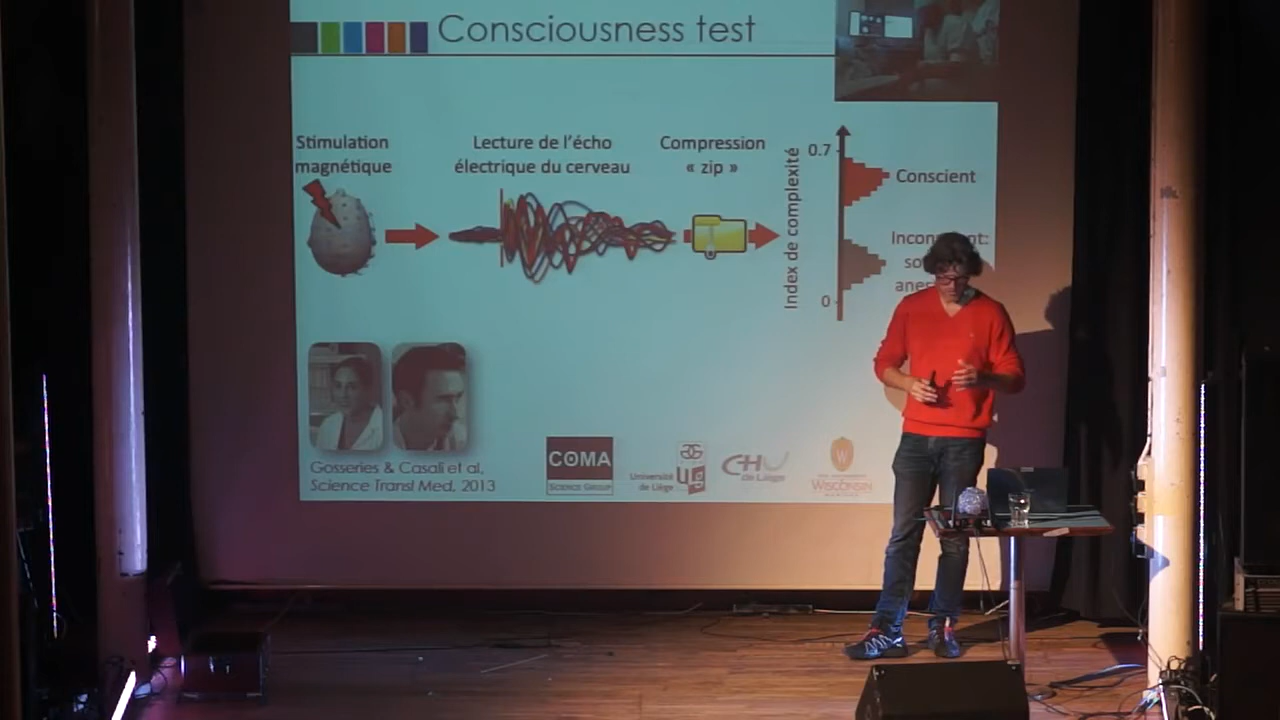 Consciousness test
Stimulation
magnétique
Lecture de l'écho
électrique du cerveau
Compression
« zip »
Index de complexité
0.7
0
Conscient
Gosseries & Casali et al,
Science Transl Med, 2013
COMA
Science Group
Université
de Liège
CHU
de Liège
W
WISCONSIN